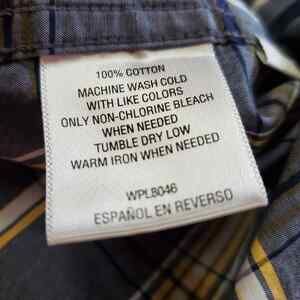 100% COTTON
MACHINE WASH COLD
WITH LIKE COLORS
ONLY NON-CHLORINE BLEACH
WHEN NEEDED
TUMBLE DRY LOW
WARM IRON WHEN NEEDED
WPL8046
ESPAÑOL EN REVERSO